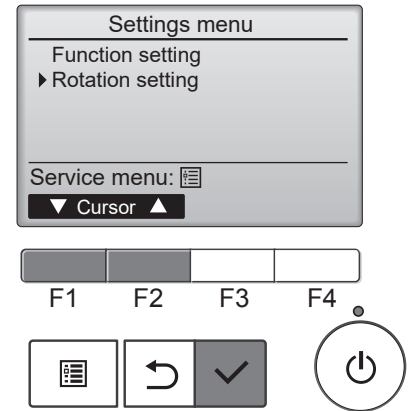 Settings menu
Function setting
Rotation setting
Service menu:
▼ Cursor ▲
F1 F2 F3 F4